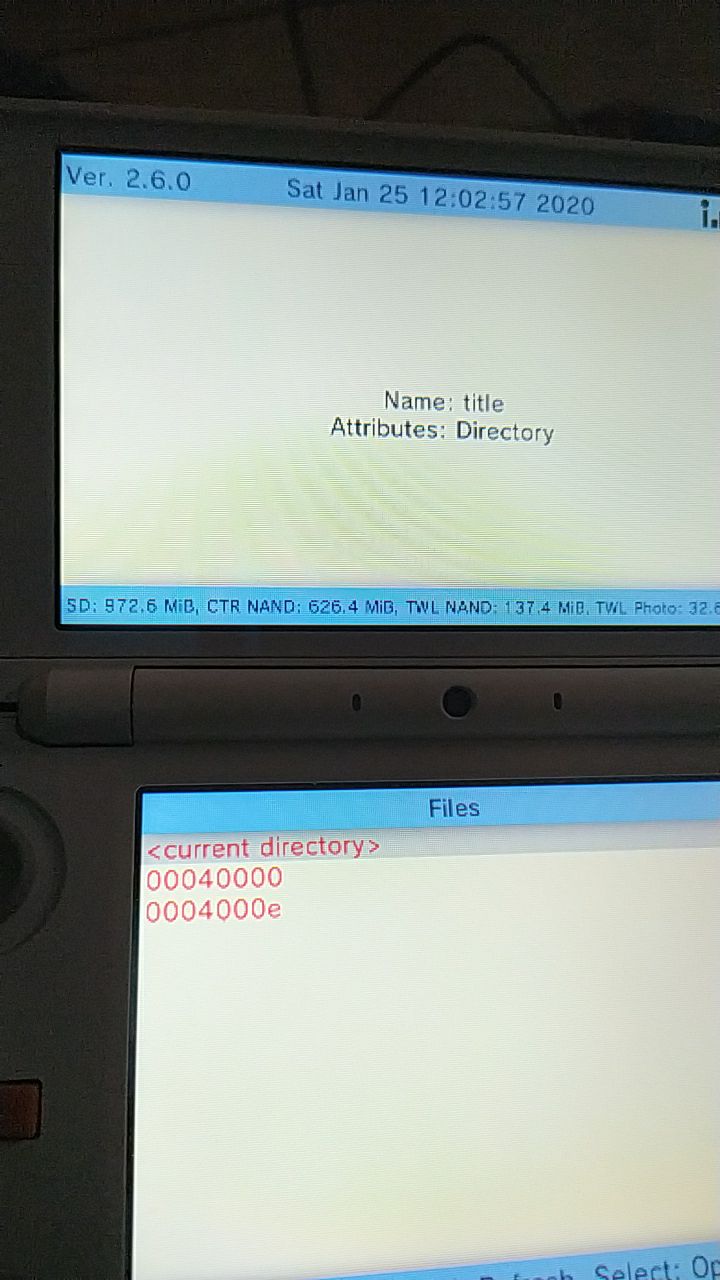 Ver. 2.6.0 Sat Jan 25 12:02:57 2020
Name: title
Attributes: Directory
SD: 972.6 MiB, CTR NAND: 626.4 MiB, TWL NAND: 137.4 MiB, TWL Photo: 32.6
Files
<current directory>
00040000
0004000e
Select: Op